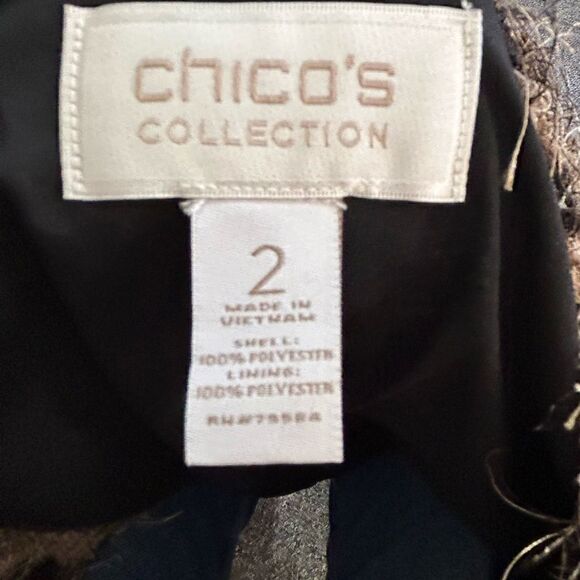 chico's
COLLECTION
2
MADE IN
VIETNAM
SHELL:
100% POLYESTER
LINING:
100% POLYESTER